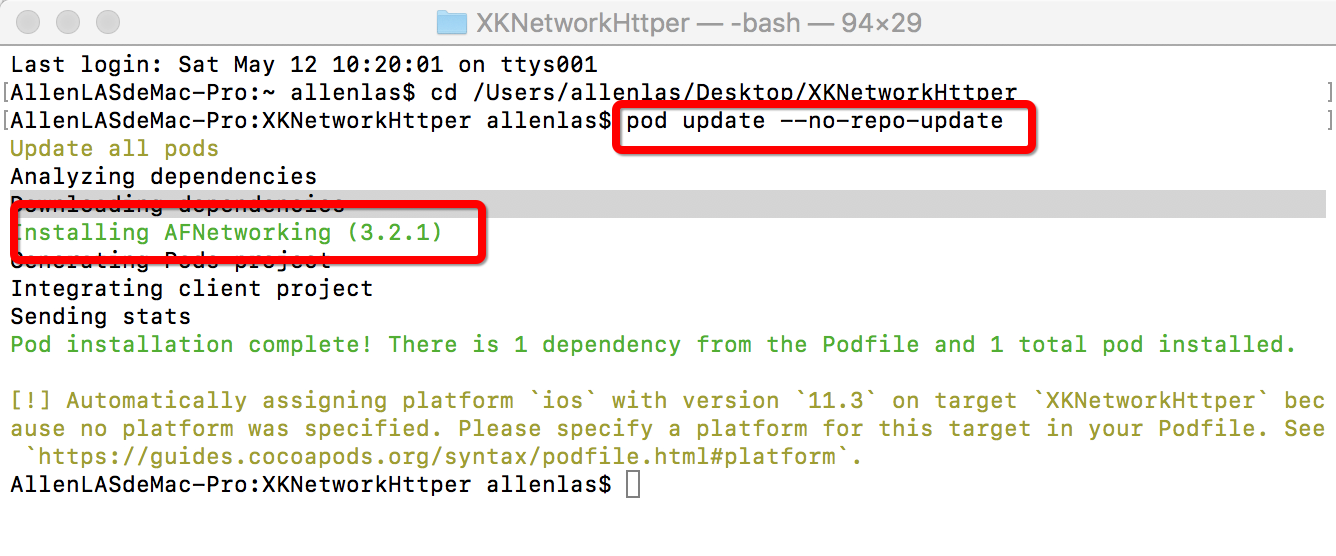 XKNetworkHttper — -bash — 94×29
Last login: Sat May 12 10:20:01 on ttys001
[AllenLASdeMac-Pro:~ allenlas$ cd /Users/allenlas/Desktop/XKNetworkHttper ]
[AllenLASdeMac-Pro:XKNetworkHttper allenlas$ pod update --no-repo-update ]
Update all pods
Analyzing dependencies
Downloading dependencies
Installing AFNetworking (3.2.1)
Generating Pods project
Integrating client project
Sending stats
Pod installation complete! There is 1 dependency from the Podfile and 1 total pod installed.
[!] Automatically assigning platform `ios` with version `11.3` on target `XKNetworkHttper` bec
ause no platform was specified. Please specify a platform for this target in your Podfile. See
`https://guides.cocoapods.org/syntax/podfile.html#platform`.
AllenLASdeMac-Pro:XKNetworkHttper allenlas$